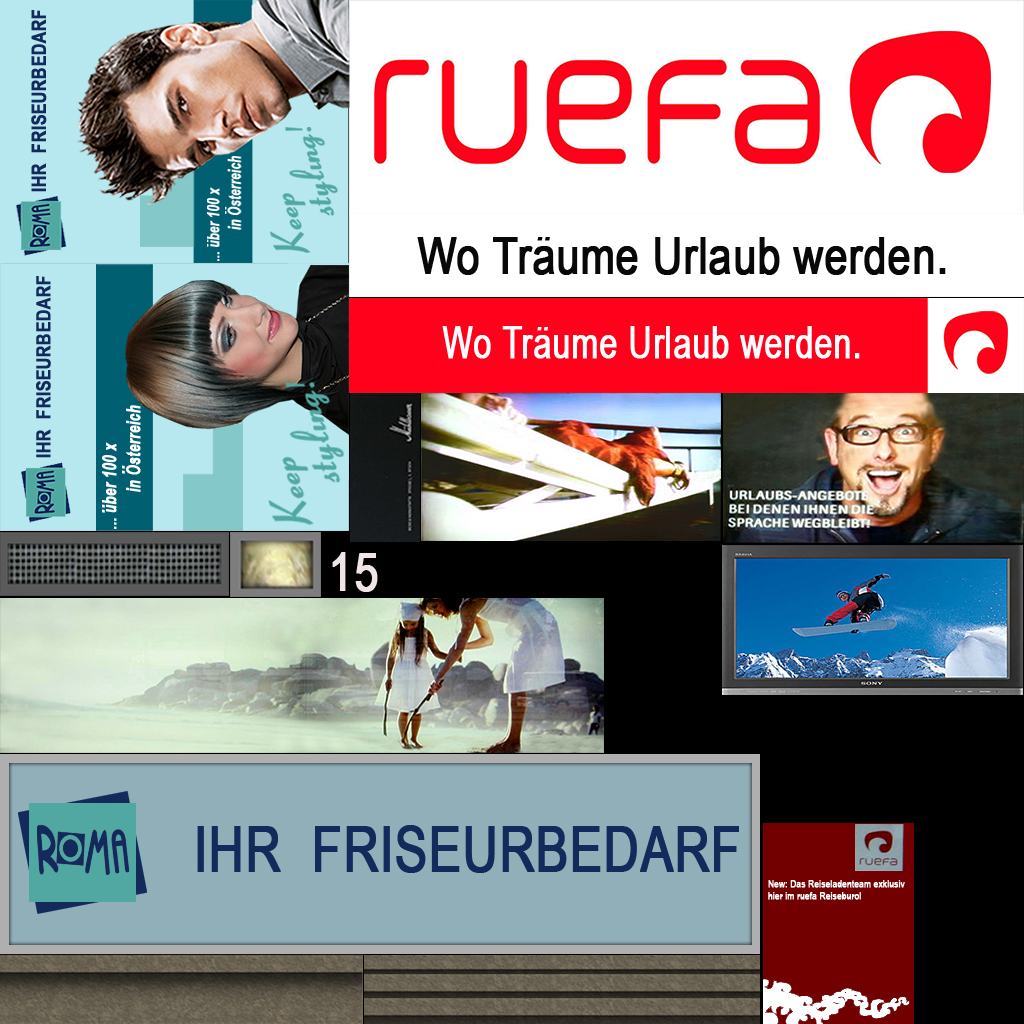 IHR FRISEURBEDARF
ROMA
... über 100 x
in Österreich
Keep
styling!
ruefa
Wo Träume Urlaub werden.
Wo Träume Urlaub werden.
IHR FRISEURBEDARF
ROMA
... über 100 x
in Österreich
Keep
styling!
URLAUBS-ANGEBOTE
BEI DENEN IHNEN DIE
SPRACHE WEGBLEIBT!
15
BRAVIA
SONY
ROMA IHR FRISEURBEDARF
ruefa
New: Das Reiseladenteam exklusiv
hier im ruefa Reiseburo!